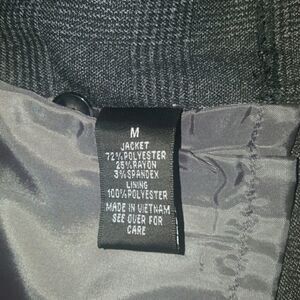 M
JACKET
72%POLYESTER
25%RAYON
3%SPANDEX
LINING
100%POLYESTER
MADE IN VIETNAM
SEE OVER FOR
CARE